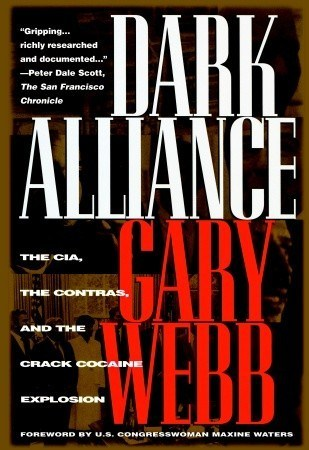 "Gripping...
richly researched
and documented..."
—Peter Dale Scott,
The San Francisco
Chronicle
DARK
ALLIANCE
GARY
WEBB
THE CIA,
THE CONTRAS,
AND THE
CRACK COCAINE
EXPLOSION
FOREWORD BY U.S. CONGRESSWOMAN MAXINE WATERS